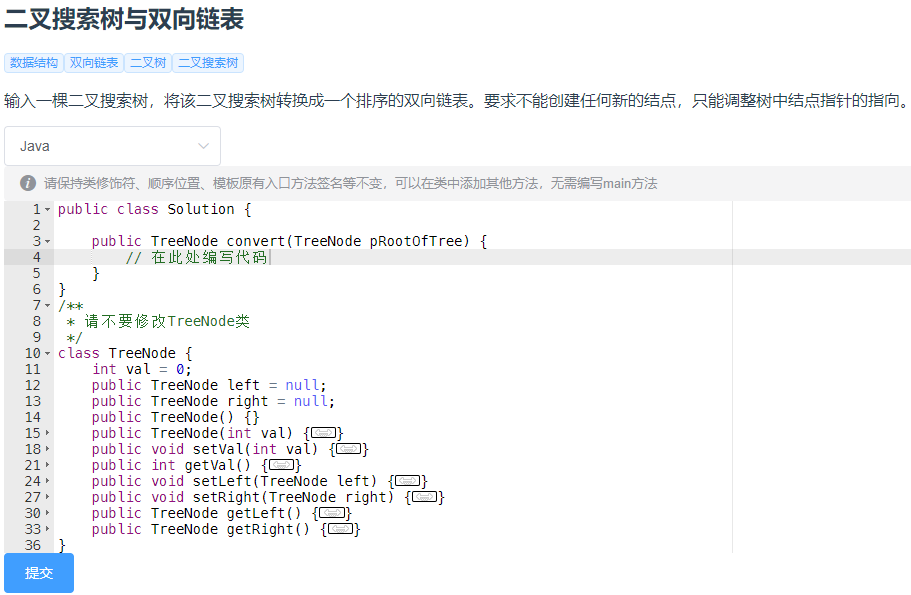 二叉搜索树与双向链表
数据结构 双向链表 二叉树 二叉搜索树
输入一棵二叉搜索树，将该二叉搜索树转换成一个排序的双向链表。要求不能创建任何新的结点，只能调整树中结点指针的指向。
Java
请保持类修饰符、顺序位置、模板原有入口方法签名等不变，可以在类中添加其他方法，无需编写main方法
1 public class Solution {
2
3     public TreeNode convert(TreeNode pRootOfTree) {
4         // 在此处编写代码
5     }
6 }
7 /**
8  * 请不要修改TreeNode类
9  */
10 class TreeNode {
11     int val = 0;
12     public TreeNode left = null;
13     public TreeNode right = null;
14     public TreeNode() {}
15     public TreeNode(int val) {}
18     public void setVal(int val) {}
21     public int getVal() {}
24     public void setLeft(TreeNode left) {}
27     public void setRight(TreeNode right) {}
30     public TreeNode getLeft() {}
33     public TreeNode getRight() {}
36 }
提交